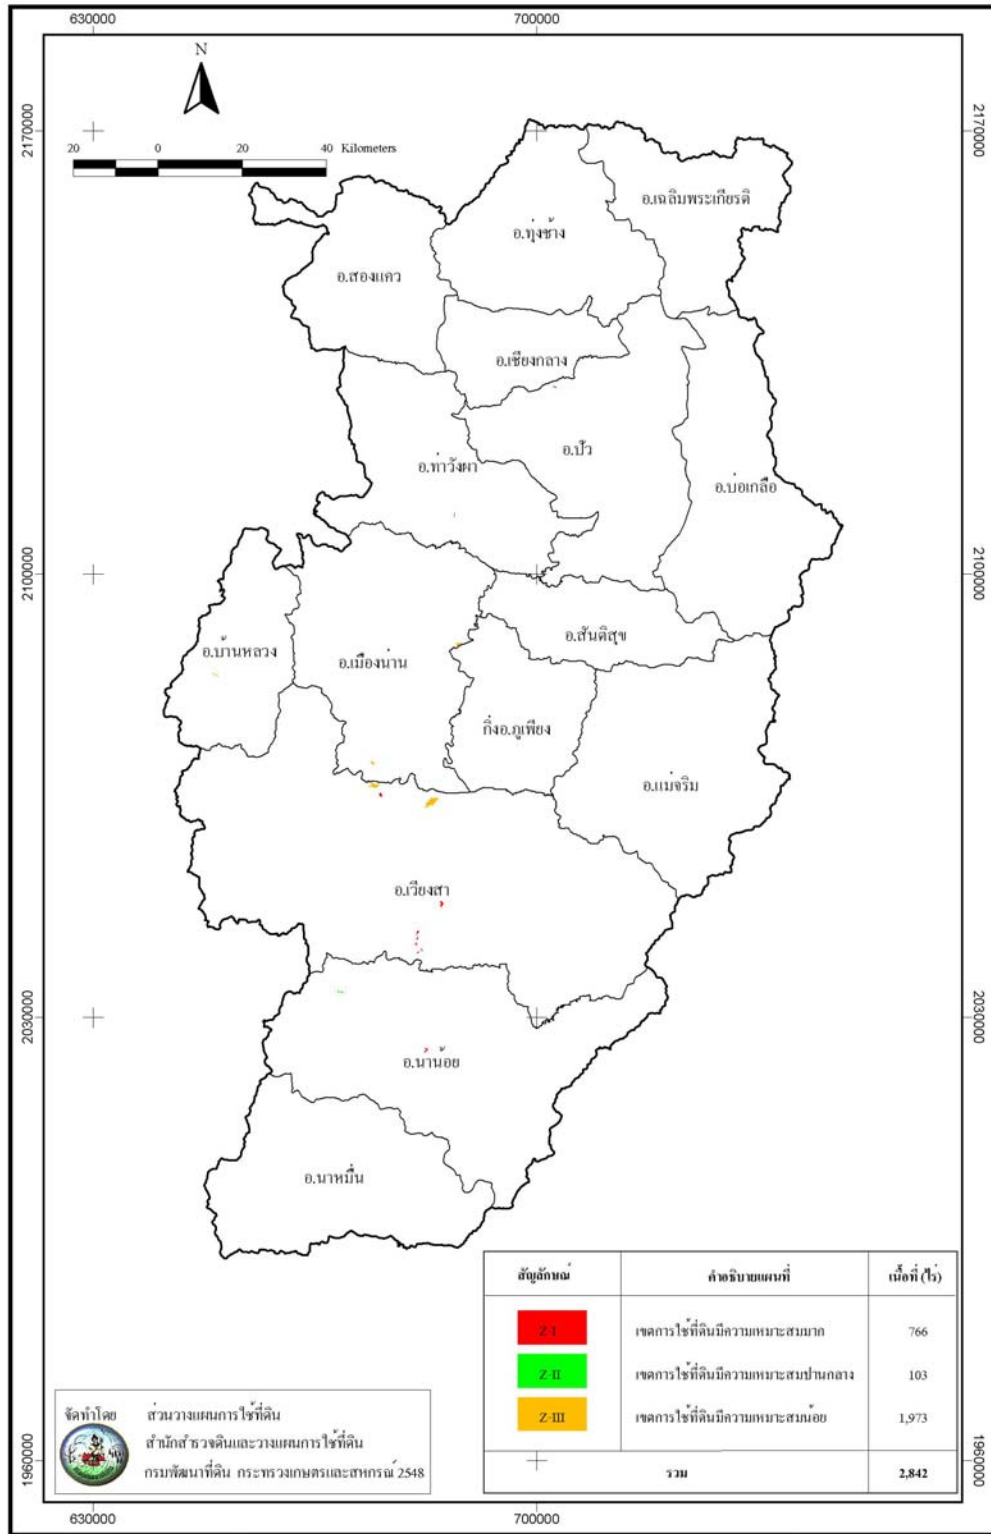 630000 700000
N
2170000 2170000
20 0 20 40 Kilometers
อ.เฉลิมพระเกียรติ
อ.ทุ่งช้าง
อ.สองแคว
อ.เชียงกลาง
อ.ปัว
อ.ท่าวังผา
อ.บ่อเกลือ
2100000 2100000
อ.สันติสุข
อ.บ้านหลวง
อ.เมืองน่าน
กิ่งอ.ภูเพียง
อ.แม่จริม
อ.เวียงสา
2030000 2030000
อ.นาน้อย
อ.นาหมื่น
สัญลักษณ์ คำอธิบายแผนที่ เนื้อที่ (ไร่)
Z-I เขตการใช้ที่ดินมีความเหมาะสมมาก 766
Z-II เขตการใช้ที่ดินมีความเหมาะสมปานกลาง 103
Z-III เขตการใช้ที่ดินมีความเหมาะสมน้อย 1,973
รวม 2,842
จัดทำโดย ส่วนวางแผนการใช้ที่ดิน
สำนักสำรวจดินและวางแผนการใช้ที่ดิน
กรมพัฒนาที่ดิน กระทรวงเกษตรและสหกรณ์ 2548
1960000 1960000
630000 700000